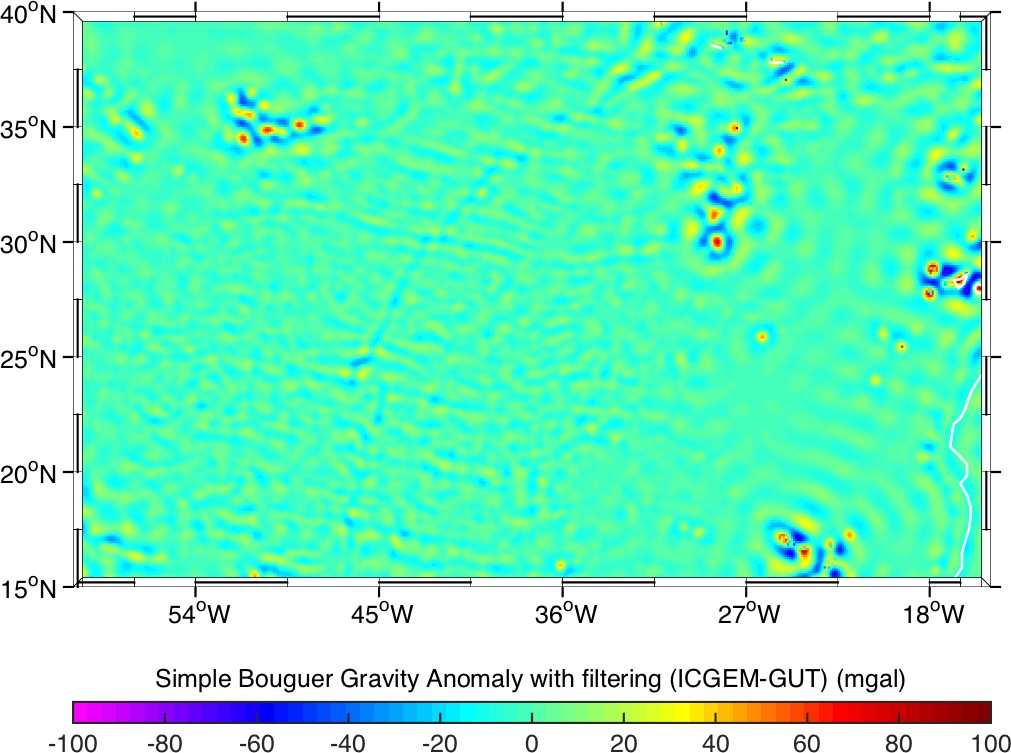 40°N
35°N
30°N
25°N
20°N
15°N
54°W 45°W 36°W 27°W 18°W
Simple Bouguer Gravity Anomaly with filtering (ICGEM-GUT) (mgal)
-100 -80 -60 -40 -20 0 20 40 60 80 100